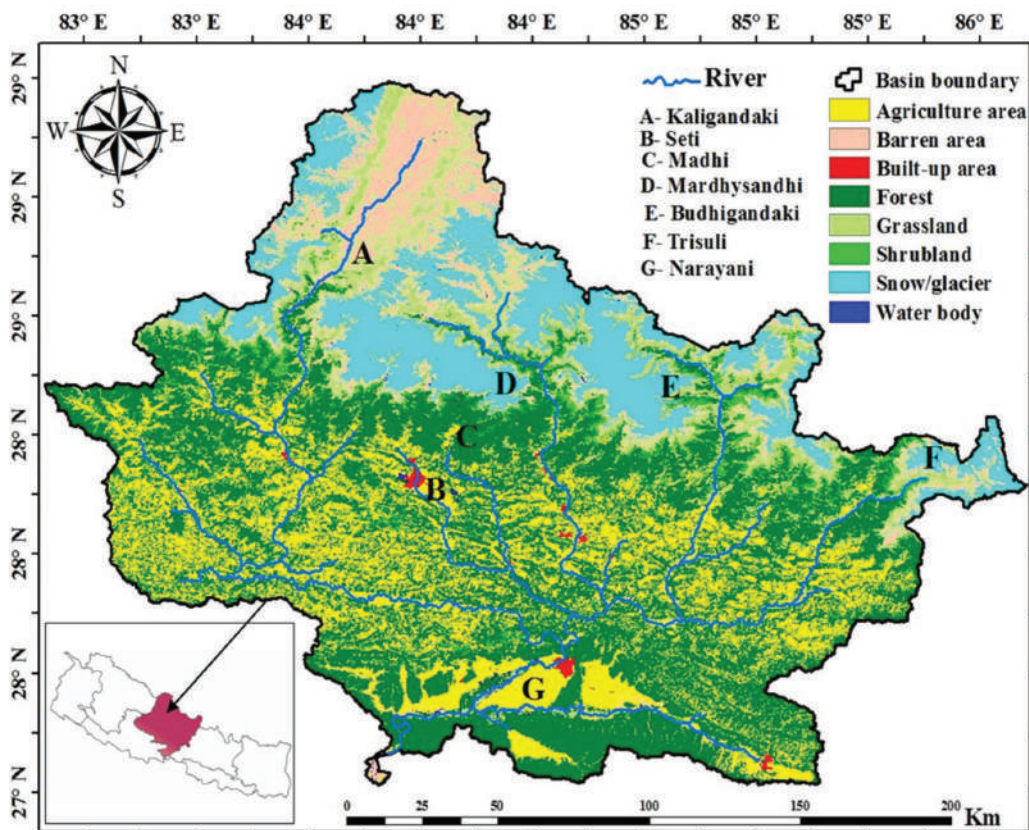 83° E 83° E 84° E 84° E 84° E 85° E 85° E 85° E 86° E
29° N
29° N
29° N
28° N
28° N
28° N
27° N
N
W E
S
River
A- Kaligandaki
B- Seti
C- Madhi
D- Mardhysandhi
E- Budhigandaki
F- Trisuli
G- Narayani
Basin boundary
Agriculture area
Barren area
Built-up area
Forest
Grassland
Shrubland
Snow/glacier
Water body
A
D
E
C
B
F
G
0 25 50 100 150 200
Km